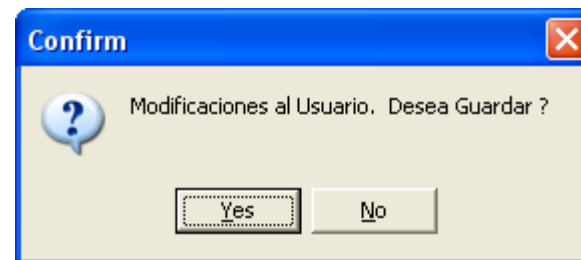 Confirm
Modificaciones al Usuario. Desea Guardar ?
Yes No